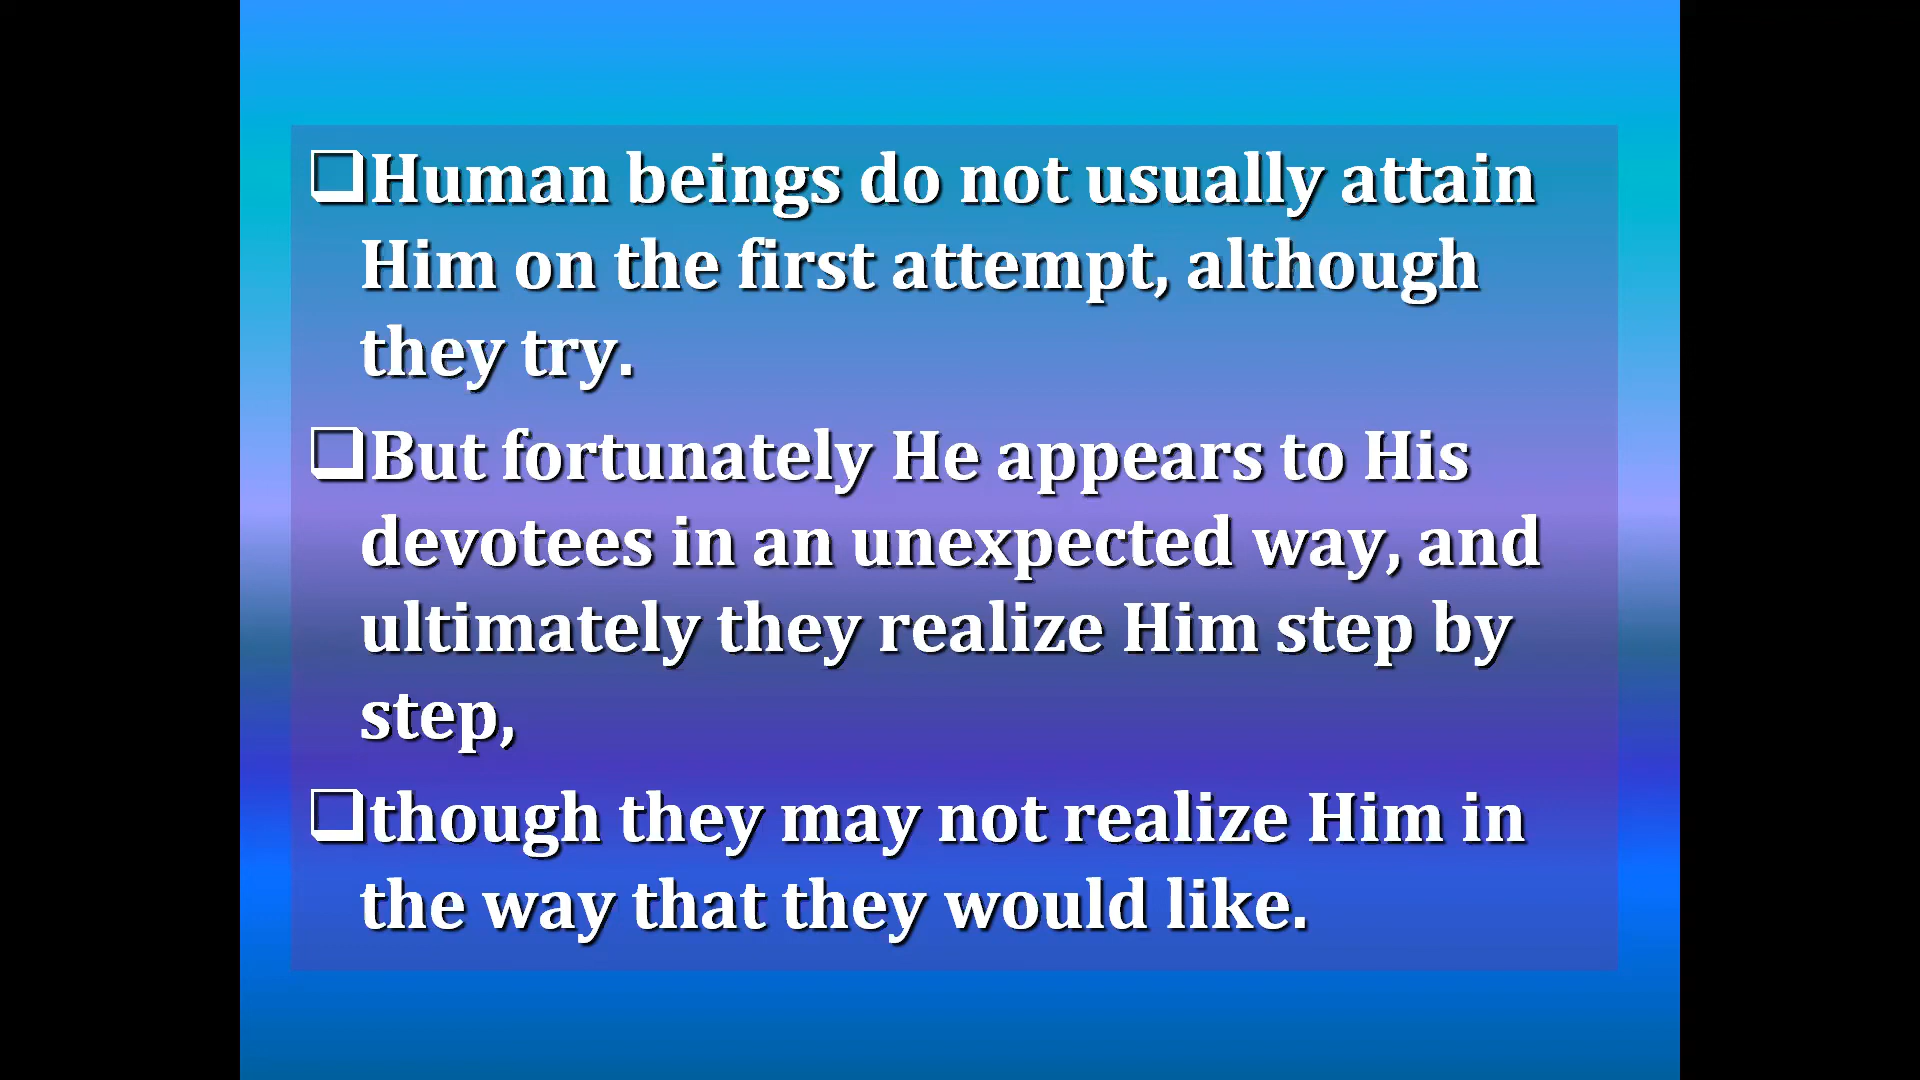 ❑Human beings do not usually attain
Him on the first attempt, although
they try.
❑But fortunately He appears to His
devotees in an unexpected way, and
ultimately they realize Him step by
step,
❑though they may not realize Him in
the way that they would like.